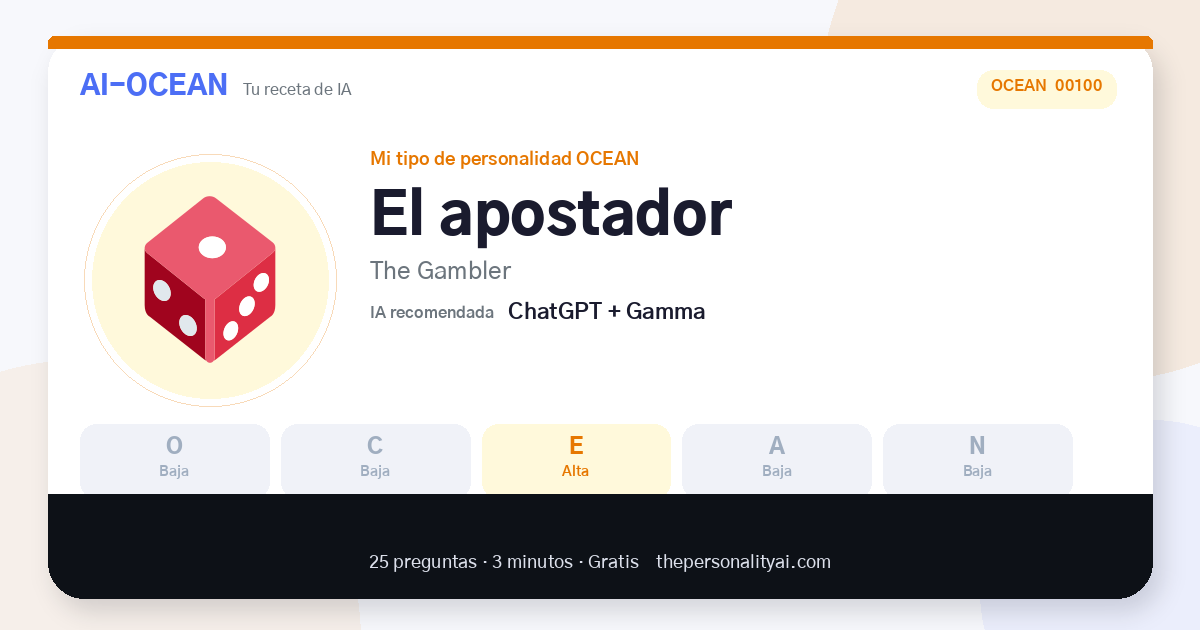 AI-OCEAN Tu receta de IA
OCEAN 00100
Mi tipo de personalidad OCEAN
El apostador
The Gambler
IA recomendada ChatGPT + Gamma
O C E A N
Baja Baja Alta Baja Baja
25 preguntas · 3 minutos · Gratis thepersonalityai.com